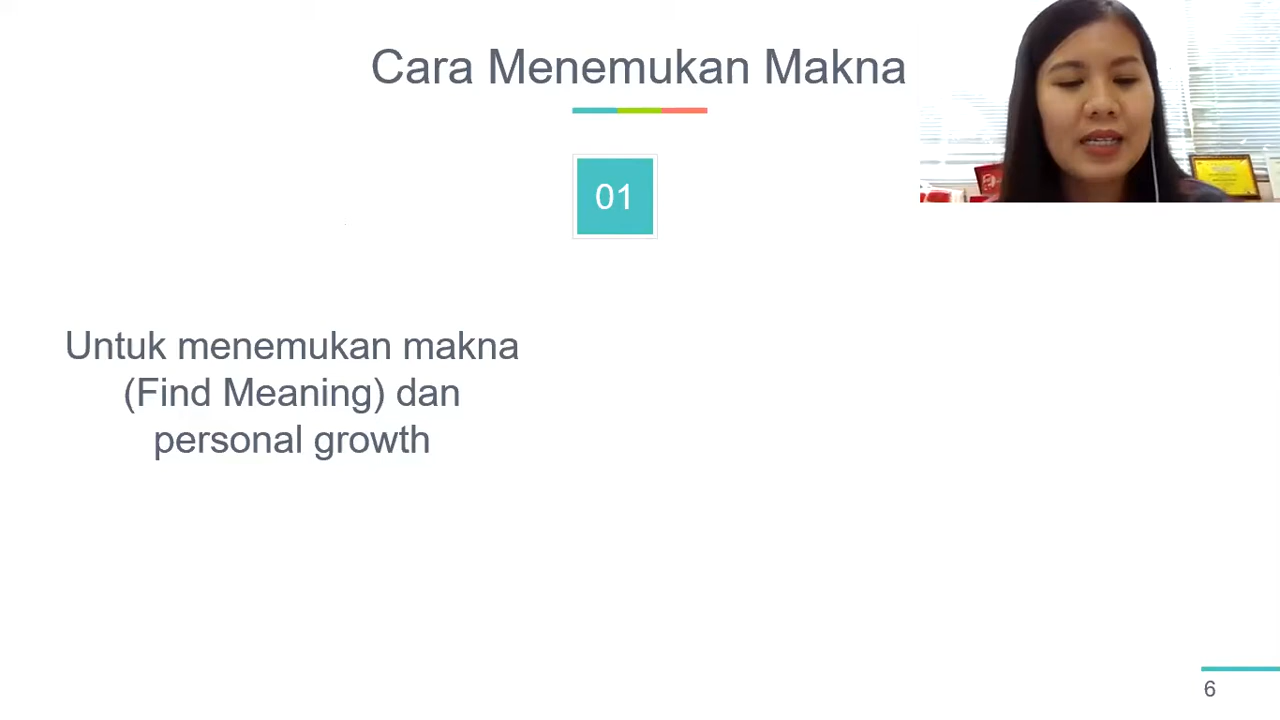 Cara Menemukan Makna
01
Untuk menemukan makna
(Find Meaning) dan
personal growth
6